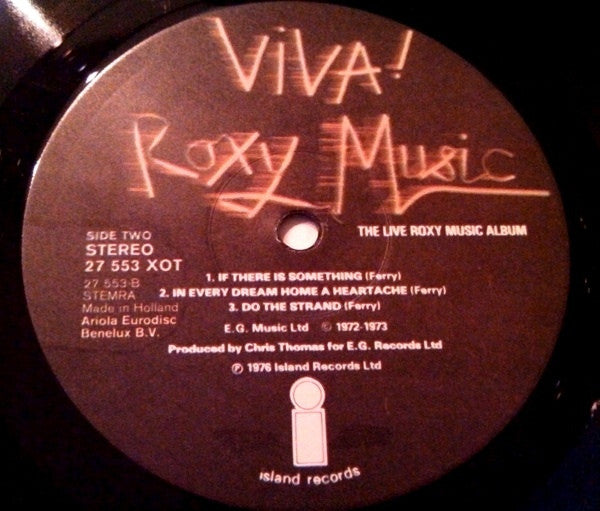 ViVA!
Roxy Music
THE LIVE ROXY MUSIC ALBUM
SIDE TWO
STEREO
27 553 XOT
27 553-B
STEMRA
Made in Holland
Ariola Eurodisc
Benelux B.V.
1. IF THERE IS SOMETHING (Ferry)
2. IN EVERY DREAM HOME A HEARTACHE (Ferry)
3. DO THE STRAND (Ferry)
E.G. Music Ltd © 1972-1973
Produced by Chris Thomas for E.G. Records Ltd
℗ 1976 Island Records Ltd
i
island records